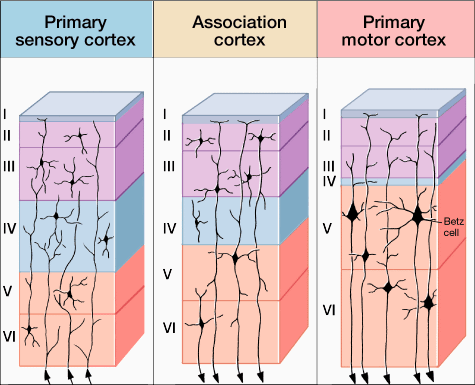 Primary
sensory cortex
Association
cortex
Primary
motor cortex
I
II
III
IV
V
VI
I
II
III
IV
V
VI
I
II
III
IV
V
VI
Betz
cell